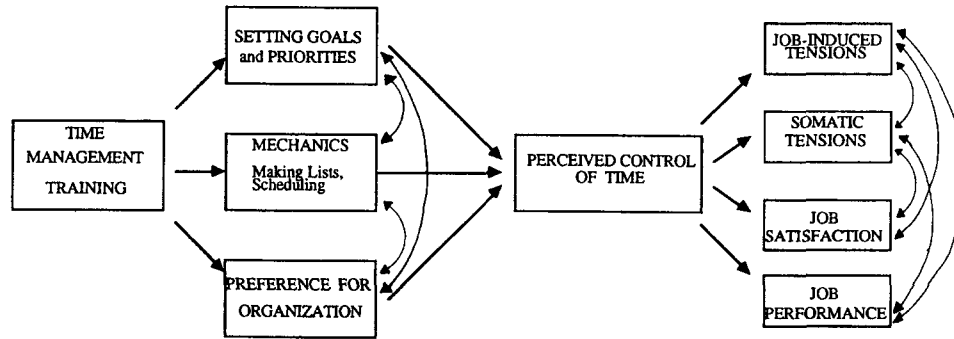 TIME
MANAGEMENT
TRAINING
SETTING GOALS
and PRIORITIES
MECHANICS
Making Lists,
Scheduling
PREFERENCE FOR
ORGANIZATION
PERCEIVED CONTROL
OF TIME
JOB-INDUCED
TENSIONS
SOMATIC
TENSIONS
JOB
SATISFACTION
JOB
PERFORMANCE